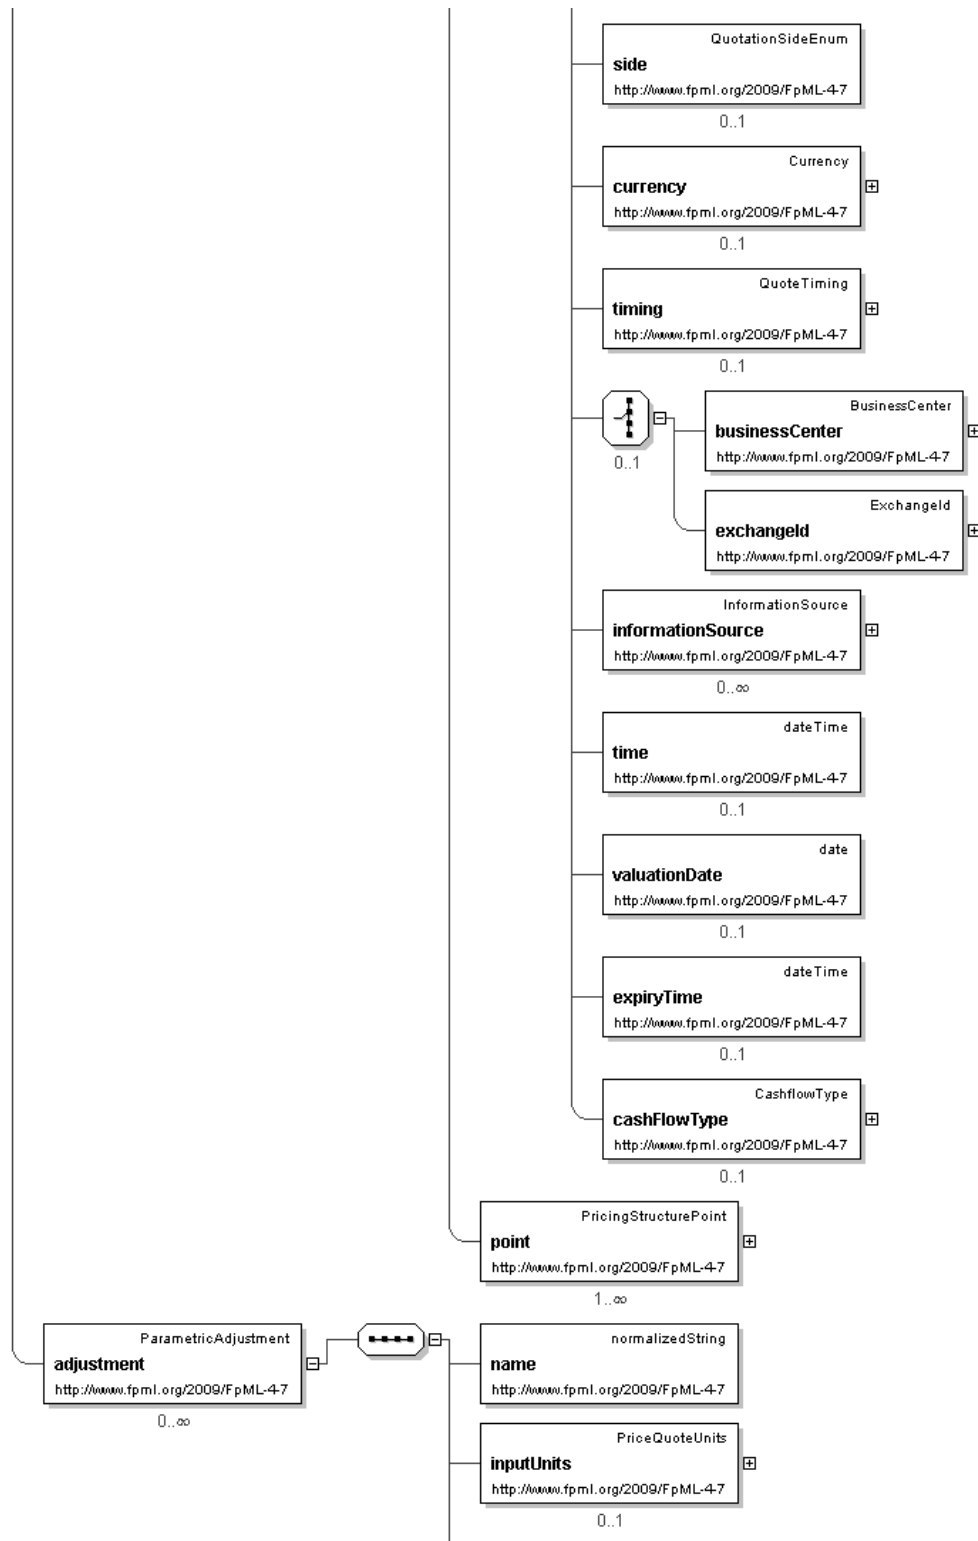 QuotationSideEnum
side
http://www.fpml.org/2009/FpML-4-7
0..1
Currency
currency
http://www.fpml.org/2009/FpML-4-7
0..1
QuoteTiming
timing
http://www.fpml.org/2009/FpML-4-7
0..1
BusinessCenter
businessCenter
http://www.fpml.org/2009/FpML-4-7
0..1
ExchangeId
exchangeId
http://www.fpml.org/2009/FpML-4-7
InformationSource
informationSource
http://www.fpml.org/2009/FpML-4-7
0..∞
dateTime
time
http://www.fpml.org/2009/FpML-4-7
0..1
date
valuationDate
http://www.fpml.org/2009/FpML-4-7
0..1
dateTime
expiryTime
http://www.fpml.org/2009/FpML-4-7
0..1
CashflowType
cashFlowType
http://www.fpml.org/2009/FpML-4-7
0..1
PricingStructurePoint
point
http://www.fpml.org/2009/FpML-4-7
1..∞
ParametricAdjustment
adjustment
http://www.fpml.org/2009/FpML-4-7
0..∞
normalizedString
name
http://www.fpml.org/2009/FpML-4-7
PriceQuoteUnits
inputUnits
http://www.fpml.org/2009/FpML-4-7
0..1